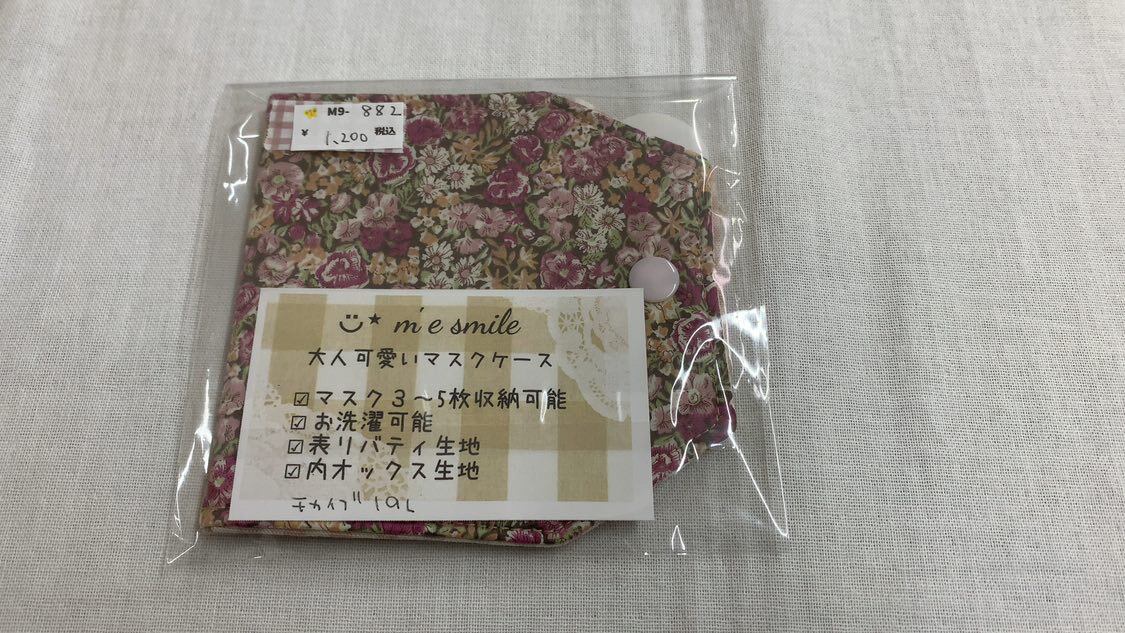 M9- 882
¥ 1,200 税込
m'e smile
大人可愛いマスクケース
☑マスク3〜5枚収納可能
☑お洗濯可能
☑表リバティ生地
☑内オックス生地